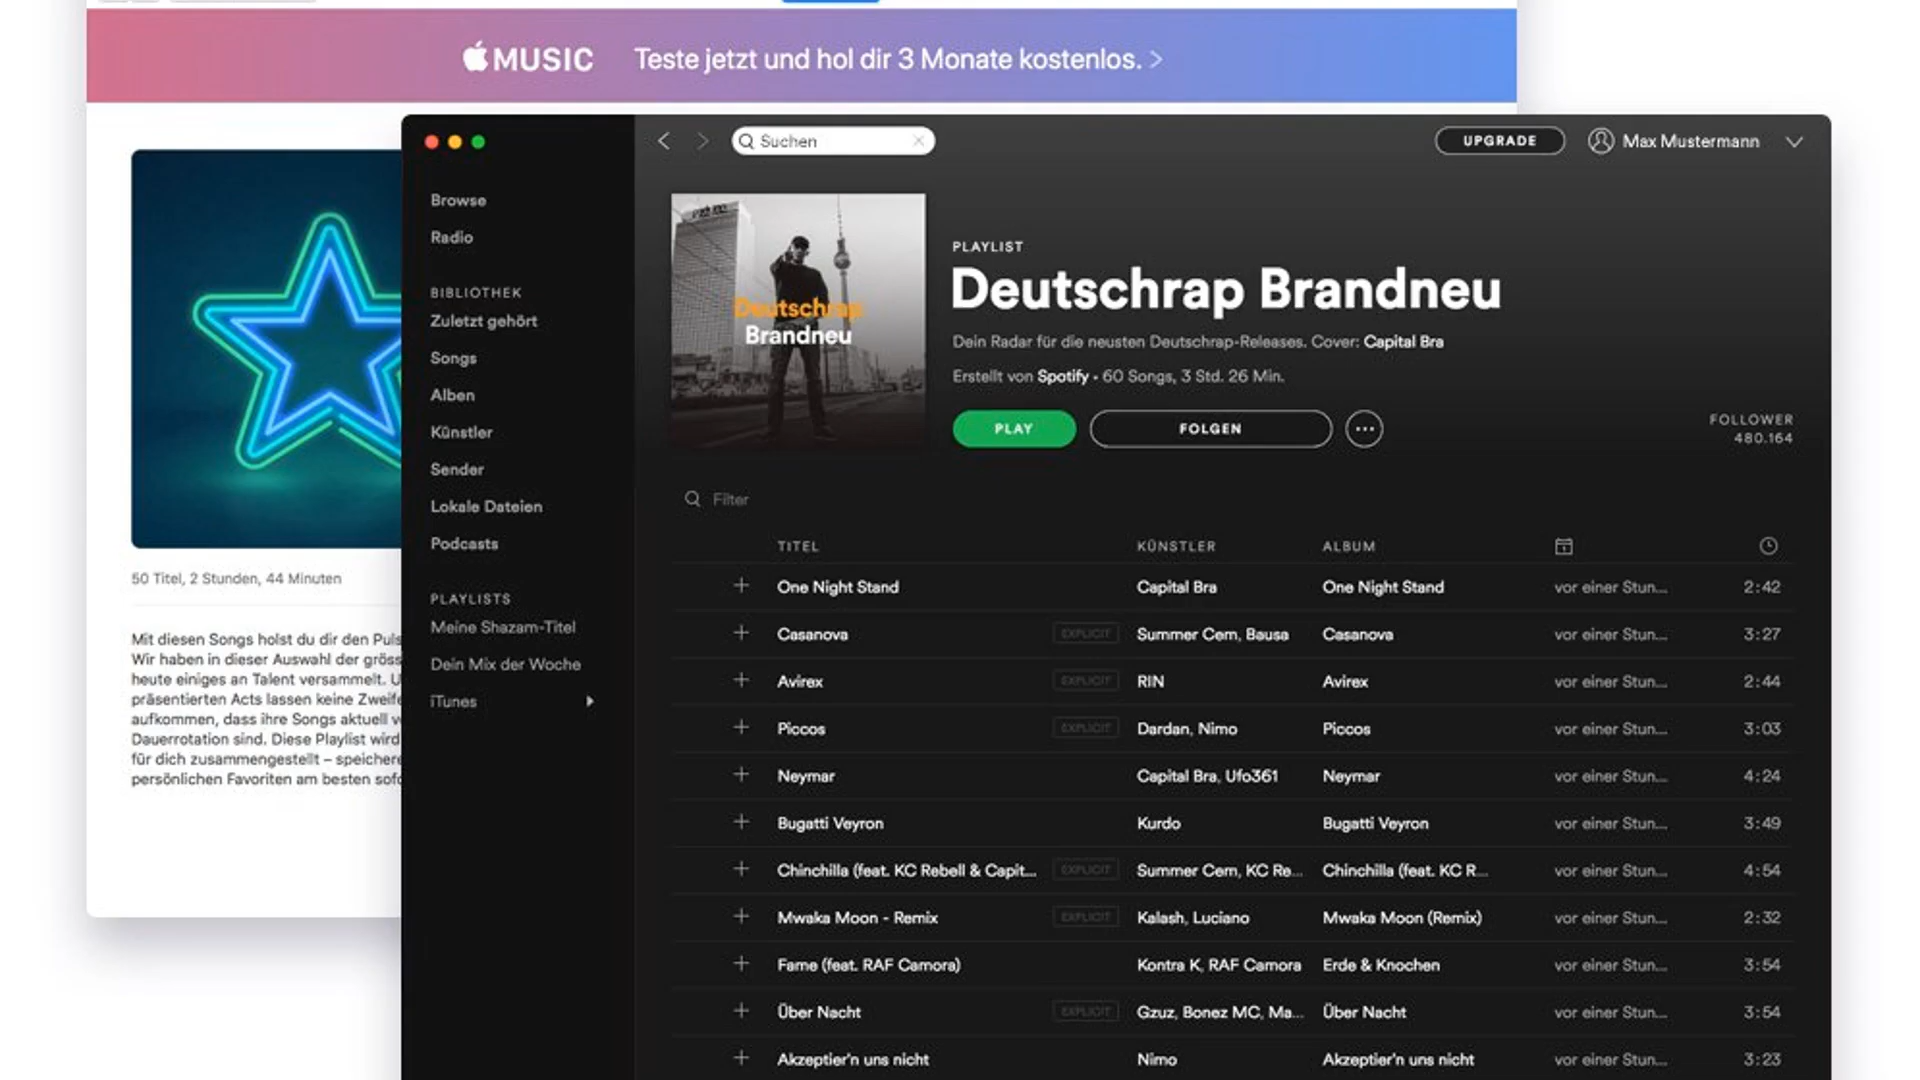 MUSIC Teste jetzt und hol dir 3 Monate kostenlos. >
50 Titel, 2 Stunden, 44 Minuten
Mit diesen Songs holst du dir den Puls
Wir haben in dieser Auswahl der gröss
heute einiges an Talent versammelt. U
präsentierten Acts lassen keine Zweife
aufkommen, dass ihre Songs aktuell v
Dauerrotation sind. Diese Playlist wird
für dich zusammengestellt – speichere
persönlichen Favoriten am besten sofo
Browse
Radio
BIBLIOTHEK
Zuletzt gehört
Songs
Alben
Künstler
Sender
Lokale Dateien
Podcasts
PLAYLISTS
Meine Shazam-Titel
Dein Mix der Woche
iTunes
Suchen
UPGRADE
Max Mustermann
Deutschrap
Brandneu
PLAYLIST
Deutschrap Brandneu
Dein Radar für die neusten Deutschrap-Releases. Cover: Capital Bra
Erstellt von Spotify • 60 Songs, 3 Std. 26 Min.
PLAY FOLGEN
FOLLOWER
480.164
Filter
TITEL KÜNSTLER ALBUM
One Night Stand Capital Bra One Night Stand vor einer Stun... 2:42
Casanova EXPLICIT Summer Cem, Bausa Casanova vor einer Stun... 3:27
Avirex EXPLICIT RIN Avirex vor einer Stun... 2:44
Piccos EXPLICIT Dardan, Nimo Piccos vor einer Stun... 3:03
Neymar Capital Bra, Ufo361 Neymar vor einer Stun... 4:24
Bugatti Veyron Kurdo Bugatti Veyron vor einer Stun... 3:49
Chinchilla (feat. KC Rebell & Capit... EXPLICIT Summer Cem, KC Re... Chinchilla (feat. KC R... vor einer Stun... 4:54
Mwaka Moon - Remix EXPLICIT Kalash, Luciano Mwaka Moon (Remix) vor einer Stun... 2:32
Fame (feat. RAF Camora) Kontra K, RAF Camora Erde & Knochen vor einer Stun... 3:54
Über Nacht EXPLICIT Gzuz, Bonez MC, Ma... Über Nacht vor einer Stun... 3:54
Akzeptier'n uns nicht Nimo Akzeptier'n uns nicht vor einer Stun... 3:23